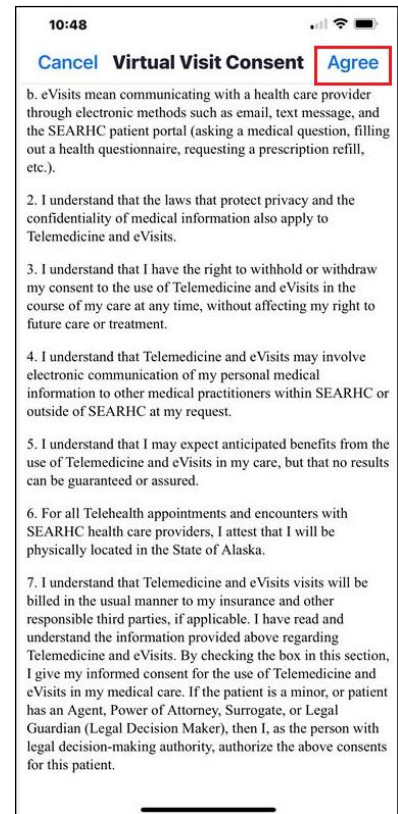 10:48
Cancel Virtual Visit Consent Agree
b. eVisits mean communicating with a health care provider
through electronic methods such as email, text message, and
the SEARHC patient portal (asking a medical question, filling
out a health questionnaire, requesting a prescription refill,
etc.).
2. I understand that the laws that protect privacy and the
confidentiality of medical information also apply to
Telemedicine and eVisits.
3. I understand that I have the right to withhold or withdraw
my consent to the use of Telemedicine and eVisits in the
course of my care at any time, without affecting my right to
future care or treatment.
4. I understand that Telemedicine and eVisits may involve
electronic communication of my personal medical
information to other medical practitioners within SEARHC or
outside of SEARHC at my request.
5. I understand that I may expect anticipated benefits from the
use of Telemedicine and eVisits in my care, but that no results
can be guaranteed or assured.
6. For all Telehealth appointments and encounters with
SEARHC health care providers, I attest that I will be
physically located in the State of Alaska.
7. I understand that Telemedicine and eVisits visits will be
billed in the usual manner to my insurance and other
responsible third parties, if applicable. I have read and
understand the information provided above regarding
Telemedicine and eVisits. By checking the box in this section,
I give my informed consent for the use of Telemedicine and
eVisits in my medical care. If the patient is a minor, or patient
has an Agent, Power of Attorney, Surrogate, or Legal
Guardian (Legal Decision Maker), then I, as the person with
legal decision-making authority, authorize the above consents
for this patient.